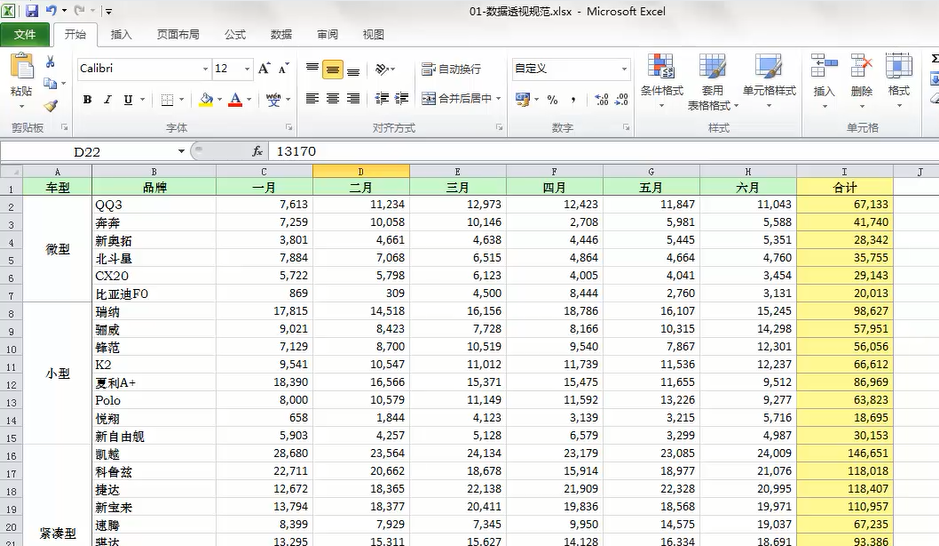 01-数据透视规范.xlsx - Microsoft Excel
文件 开始 插入 页面布局 公式 数据 审阅 视图
Calibri 12 自动换行 自定义
粘贴 B I U 合并后居中 % 条件格式 套用表格格式 单元格样式 插入 删除 格式
剪贴板 字体 对齐方式 数字 样式 单元格
D22 fx 13170
A B C D E F G H I J
1 车型 品牌 一月 二月 三月 四月 五月 六月 合计
2 QQ3 7,613 11,234 12,973 12,423 11,847 11,043 67,133
3 奔奔 7,259 10,058 10,146 2,708 5,981 5,588 41,740
4 新奥拓 3,801 4,661 4,638 4,446 5,445 5,351 28,342
微型
5 北斗星 7,884 7,068 6,515 4,864 4,664 4,760 35,755
6 CX20 5,722 5,798 6,123 4,005 4,041 3,454 29,143
7 比亚迪F0 869 309 4,500 8,444 2,760 3,131 20,013
8 瑞纳 17,815 14,518 16,156 18,786 16,107 15,245 98,627
9 骊威 9,021 8,423 7,728 8,166 10,315 14,298 57,951
10 锋范 7,129 8,700 10,519 9,540 7,867 12,301 56,056
11 K2 9,541 10,547 11,012 11,739 11,536 12,237 66,612
小型
12 夏利A+ 18,390 16,566 15,371 15,475 11,655 9,512 86,969
13 Polo 8,000 10,579 11,149 11,592 13,226 9,277 63,823
14 悦翔 658 1,844 4,123 3,139 3,215 5,716 18,695
15 新自由舰 5,903 4,257 5,128 6,579 3,299 4,987 30,153
16 凯越 28,680 23,564 24,134 23,179 23,085 24,009 146,651
17 科鲁兹 22,711 20,662 18,678 15,914 18,977 21,076 118,018
18 捷达 12,672 18,365 22,138 21,909 22,328 20,995 118,407
19 新宝来 13,794 18,377 20,411 19,836 18,568 19,971 110,957
20 速腾 8,399 7,929 7,345 9,950 14,575 19,037 67,235
紧凑型
21 骐达 13,295 15,311 15,627 14,128 16,334 18,691 93,386